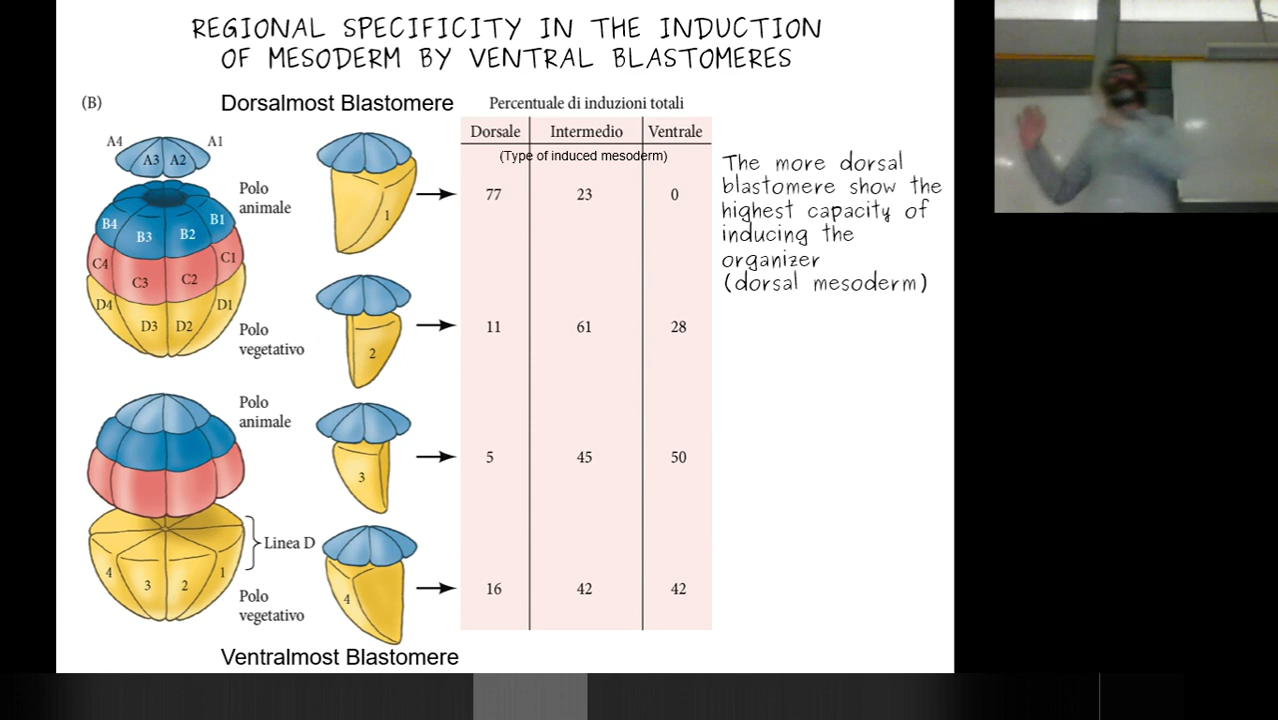 REGIONAL SPECIFICITY IN THE INDUCTION
OF MESODERM BY VENTRAL BLASTOMERES
(B)
Dorsalmost Blastomere
Percentuale di induzioni totali
Dorsale Intermedio Ventrale
(Type of induced mesoderm)
A4 A1
A3 A2
Polo
animale
B4 B1
B3 B2
C4 C1
C3 C2
D4 D1
D3 D2
Polo
vegetativo
1
77 23 0
2
11 61 28
The more dorsal
blastomere show the
highest capacity of
inducing the
organizer
(dorsal mesoderm)
Polo
animale
3
5 45 50
Linea D
4 3 2 1
Polo
vegetativo
4
16 42 42
Ventralmost Blastomere